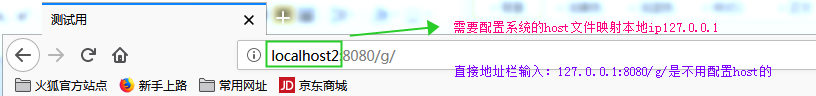 测试用
需要配置系统的host文件映射本地ip127.0.0.1
localhost2:8080/g/
直接地址栏输入：127.0.0.1:8080/g/是不用配置host的
火狐官方站点 新手上路 常用网址 JD 京东商城